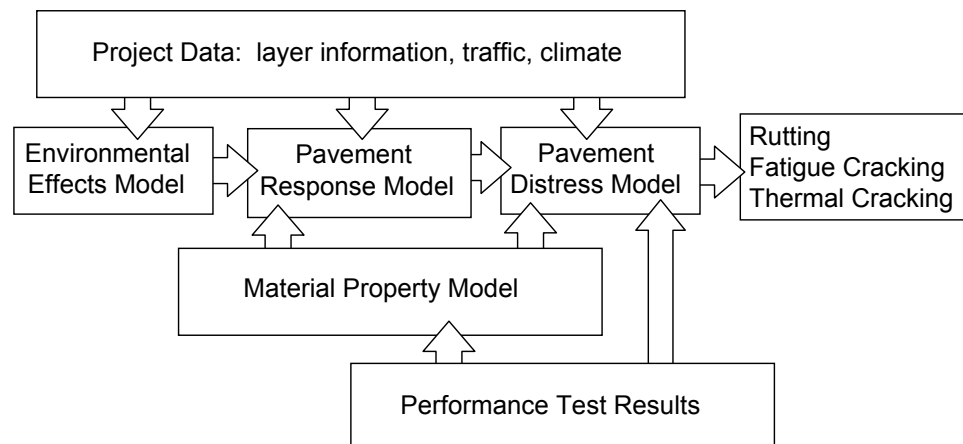 Project Data:  layer information, traffic, climate
Environmental
Effects Model
Pavement
Response Model
Pavement
Distress Model
Rutting
Fatigue Cracking
Thermal Cracking
Material Property Model
Performance Test Results